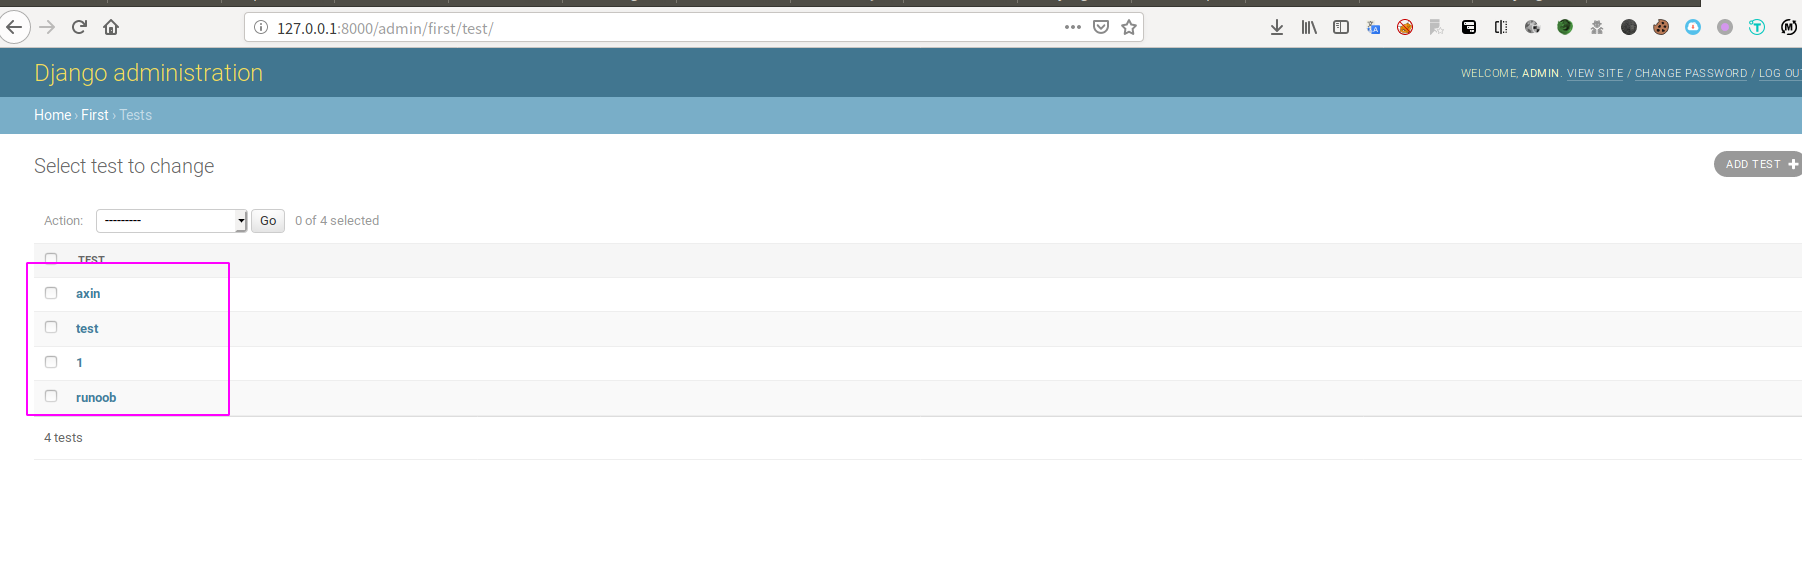 127.0.0.1:8000/admin/first/test/
Django administration
WELCOME, ADMIN. VIEW SITE / CHANGE PASSWORD / LOG OU
Home › First › Tests
Select test to change
ADD TEST +
Action: --------- Go 0 of 4 selected
TEST
axin
test
1
runoob
4 tests